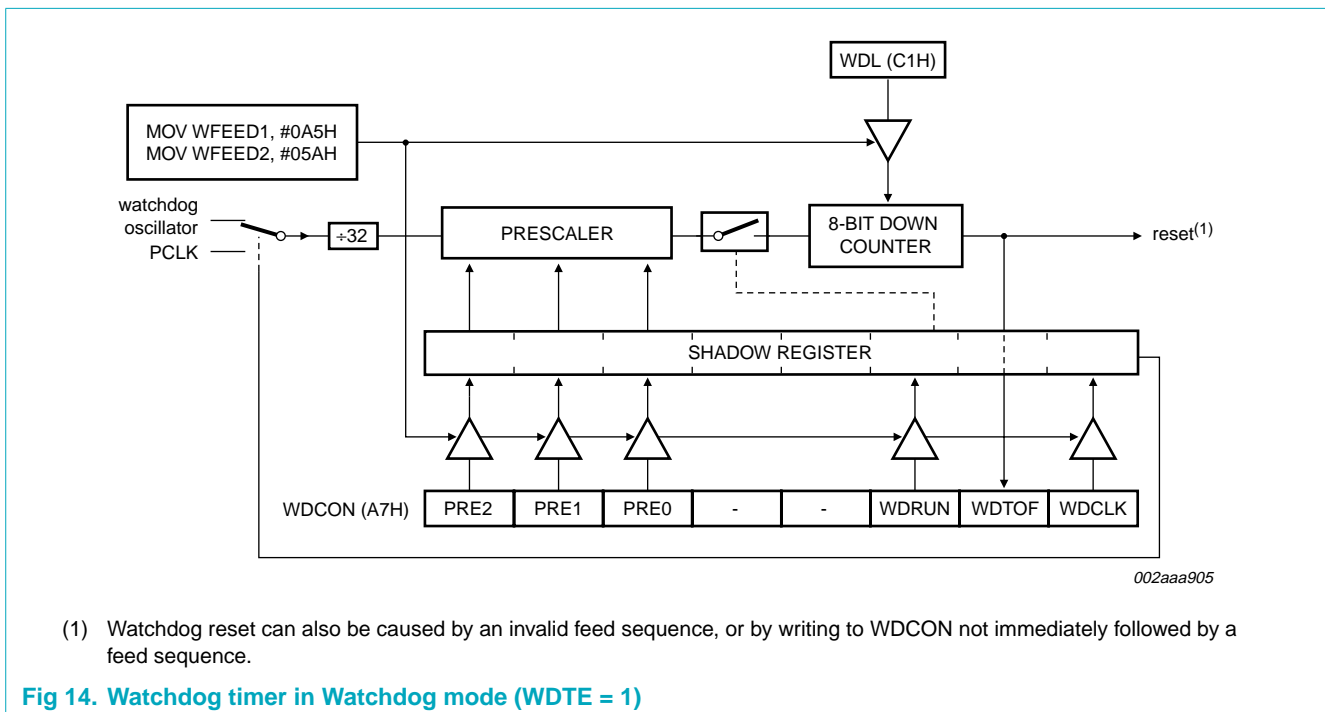 WDL (C1H)
MOV WFEED1, #0A5H
MOV WFEED2, #05AH
watchdog
oscillator
PCLK
÷32
PRESCALER
8-BIT DOWN
COUNTER
reset(1)
SHADOW REGISTER
WDCON (A7H)
PRE2
PRE1
PRE0
-
-
WDRUN
WDTOF
WDCLK
002aaa905
(1) Watchdog reset can also be caused by an invalid feed sequence, or by writing to WDCON not immediately followed by a
feed sequence.
Fig 14. Watchdog timer in Watchdog mode (WDTE = 1)